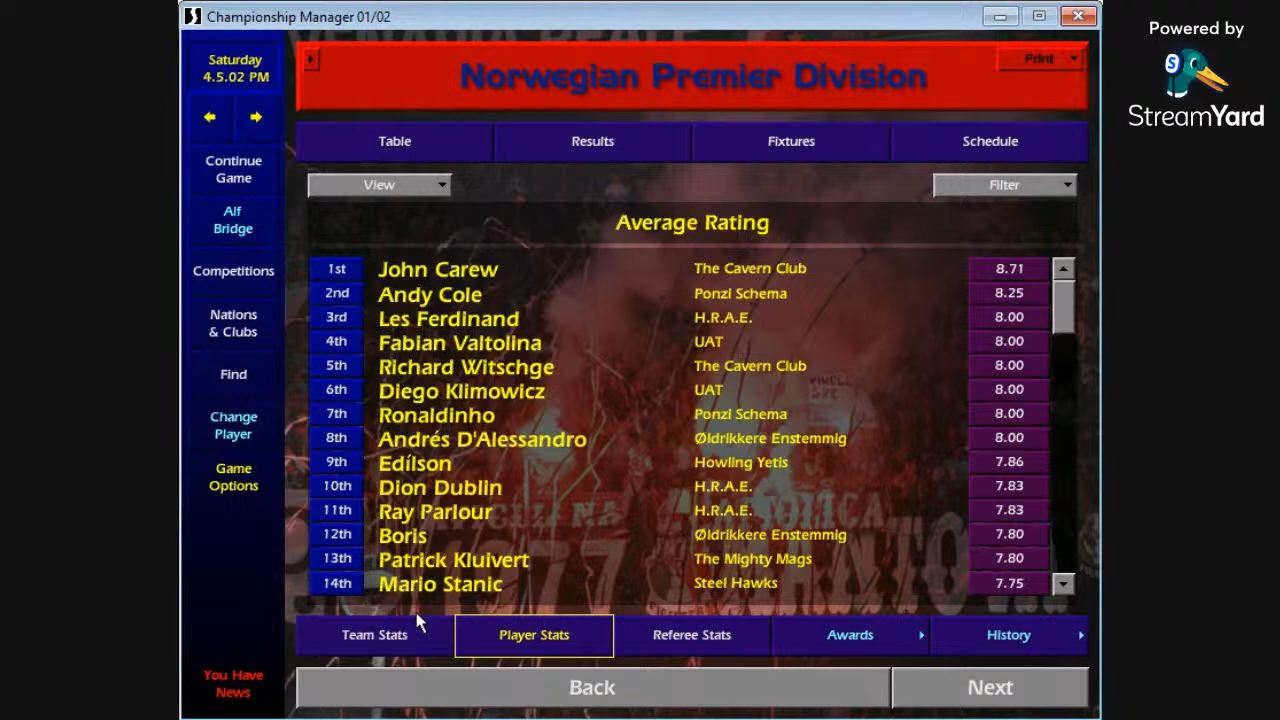 Championship Manager 01/02
Powered by
StreamYard
Saturday
4.5.02 PM
Norwegian Premier Division
Print
Table
Results
Fixtures
Schedule
Continue
Game
View
Filter
Alf
Bridge
Average Rating
Competitions
Nations
& Clubs
Find
Change
Player
Game
Options
1st John Carew The Cavern Club 8.71
2nd Andy Cole Ponzi Schema 8.25
3rd Les Ferdinand H.R.A.E. 8.00
4th Fabian Valtolina UAT 8.00
5th Richard Witschge The Cavern Club 8.00
6th Diego Klimowicz UAT 8.00
7th Ronaldinho Ponzi Schema 8.00
8th Andrés D'Alessandro Øldrikkere Enstemmig 8.00
9th Edílson Howling Yetis 7.86
10th Dion Dublin H.R.A.E. 7.83
11th Ray Parlour H.R.A.E. 7.83
12th Boris Øldrikkere Enstemmig 7.80
13th Patrick Kluivert The Mighty Mags 7.80
14th Mario Stanic Steel Hawks 7.75
Team Stats
Player Stats
Referee Stats
Awards
History
You Have
News
Back
Next